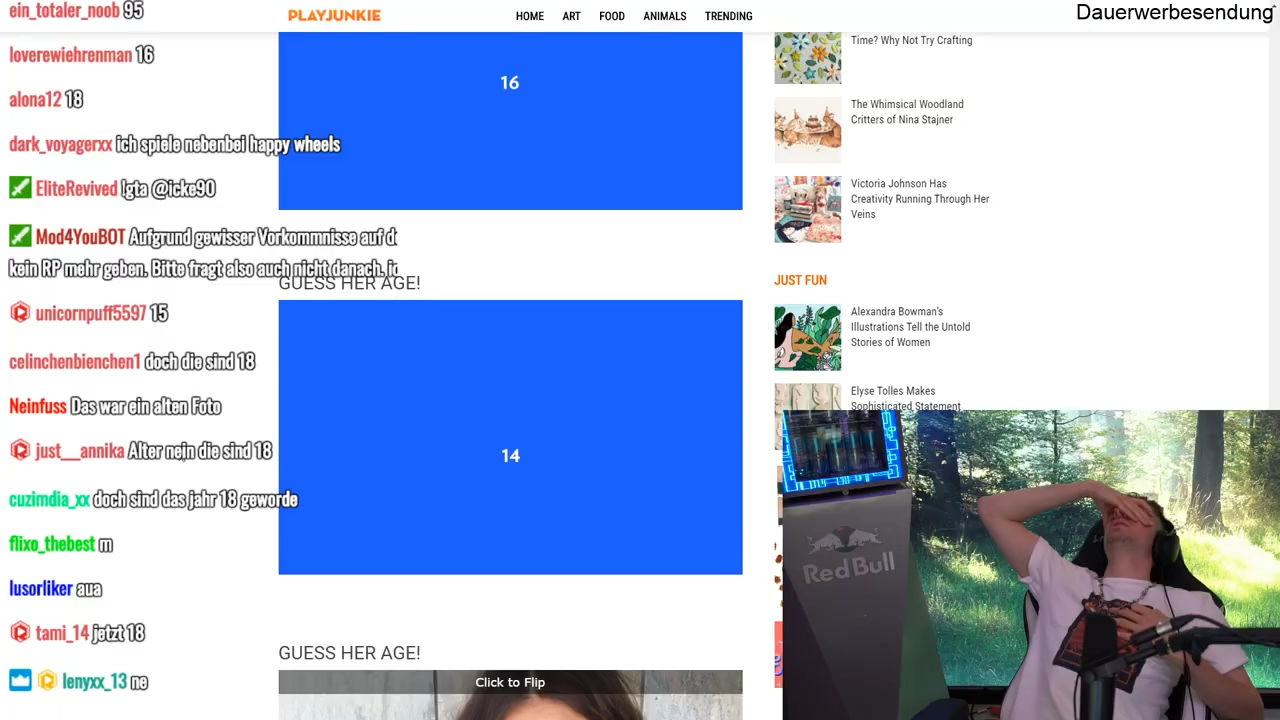 ein_totaler_noob 95
loverewiehrenman 16
alona12 18
dark_voyagerxx ich spiele nebenbei happy wheels
EliteRevived !gta @icke90
Mod4YouBOT Aufgrund gewisser Vorkommnisse auf
kein RP mehr geben. Bitte fragt also auch nicht danach.
unicornpuff5597 15
celinchenbienchen1 doch die sind 18
Neinfuss Das war ein alten Foto
just__annika Alter nein die sind 18
cuzimdia_xx doch sind das jahr 18 geworde
flixo_thebest m
lusorliker aua
tami_14 jetzt 18
lenyxx_13 ne
PLAYJUNKIE
HOME ART FOOD ANIMALS TRENDING
Dauerwerbesendung
16
GUESS HER AGE!
14
GUESS HER AGE!
Click to Flip
Time? Why Not Try Crafting
The Whimsical Woodland
Critters of Nina Stajner
Victoria Johnson Has
Creativity Running Through Her
Veins
JUST FUN
Alexandra Bowman's
Illustrations Tell the Untold
Stories of Women
Elyse Tolles Makes
Sophisticated Statement
RedBull